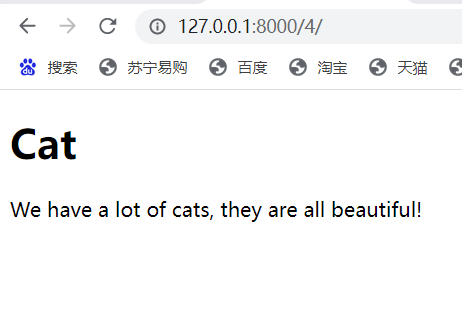 127.0.0.1:8000/4/
搜索 苏宁易购 百度 淘宝 天猫
Cat
We have a lot of cats, they are all beautiful!